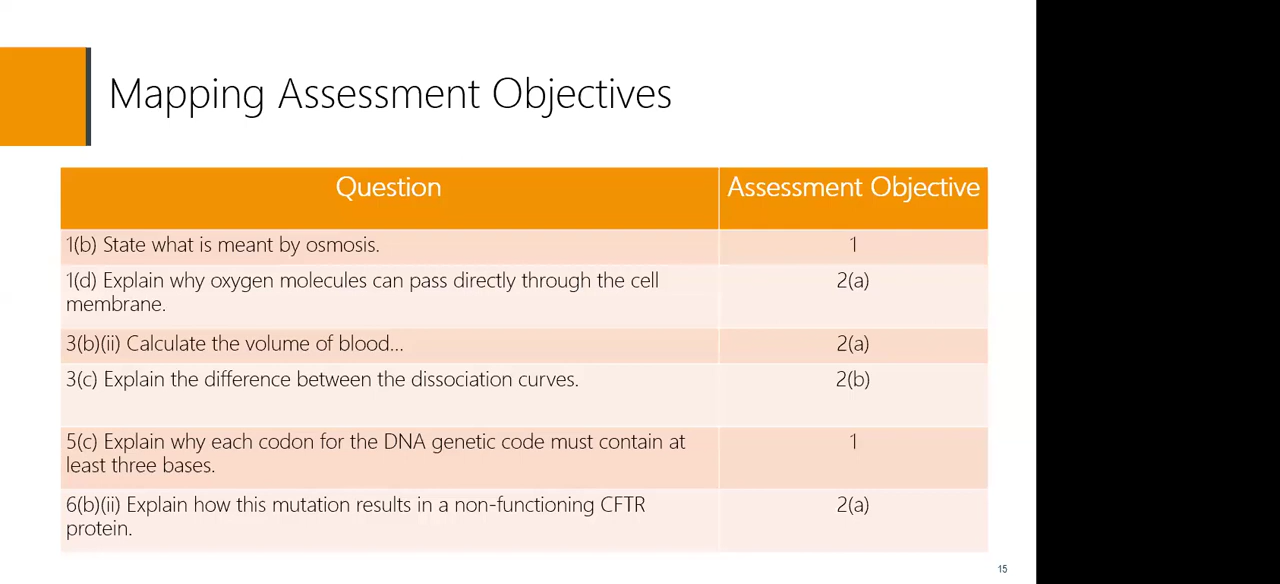 Mapping Assessment Objectives
Question
Assessment Objective
1(b) State what is meant by osmosis.
1
1(d) Explain why oxygen molecules can pass directly through the cell
membrane.
2(a)
3(b)(ii) Calculate the volume of blood...
2(a)
3(c) Explain the difference between the dissociation curves.
2(b)
5(c) Explain why each codon for the DNA genetic code must contain at
least three bases.
1
6(b)(ii) Explain how this mutation results in a non-functioning CFTR
protein.
2(a)
15